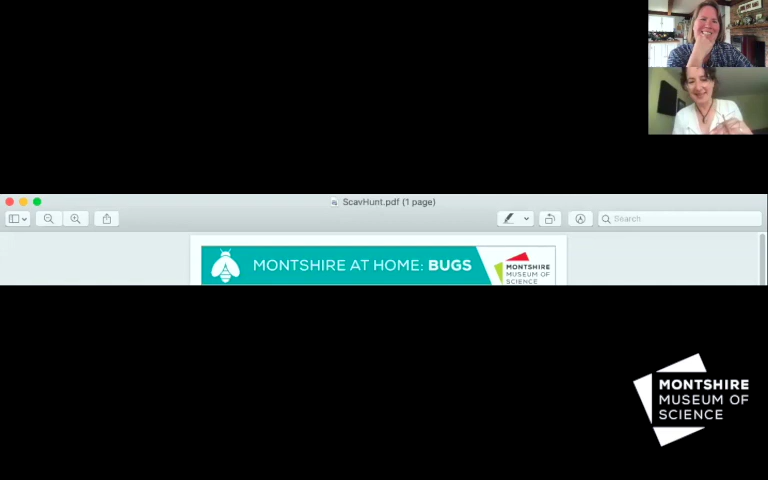 ScavHunt.pdf (1 page)
Search
MONTSHIRE AT HOME: BUGS
MONTSHIRE
MUSEUM OF
SCIENCE
MONTSHIRE
MUSEUM OF
SCIENCE